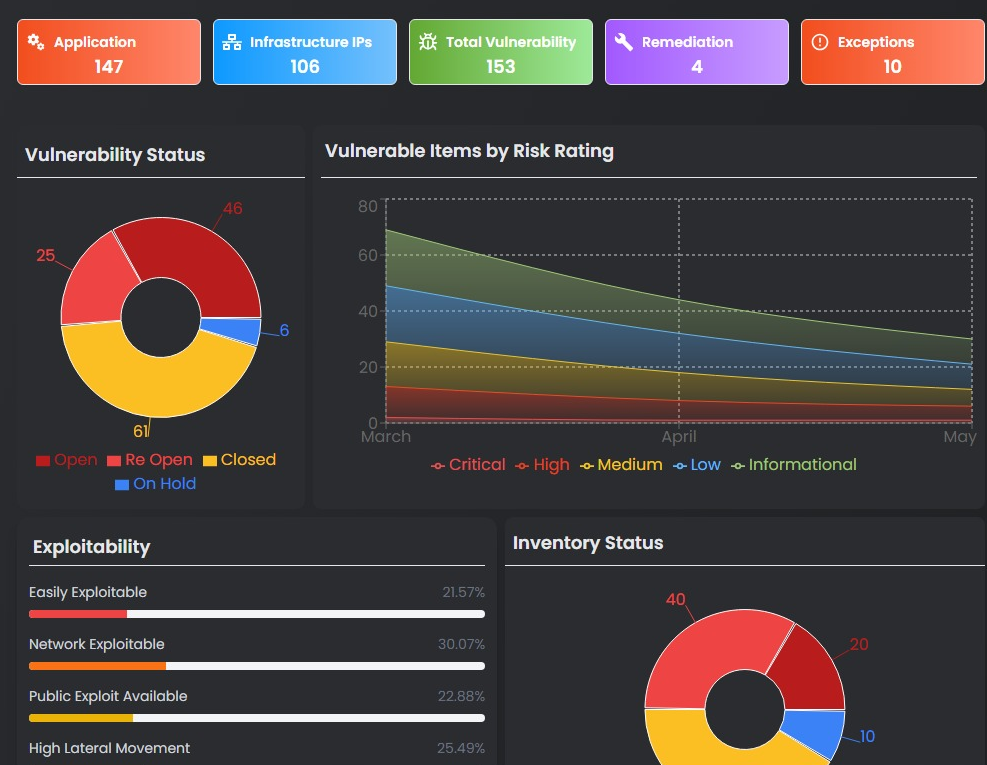 Application
147
Infrastructure IPs
106
Total Vulnerability
153
Remediation
4
Exceptions
10
Vulnerability Status
46
25
6
61
Open Re Open Closed
On Hold
Vulnerable Items by Risk Rating
80
60
40
20
0
March April May
Critical High Medium Low Informational
Exploitability
Easily Exploitable 21.57%
Network Exploitable 30.07%
Public Exploit Available 22.88%
High Lateral Movement 25.49%
Inventory Status
40
20
10